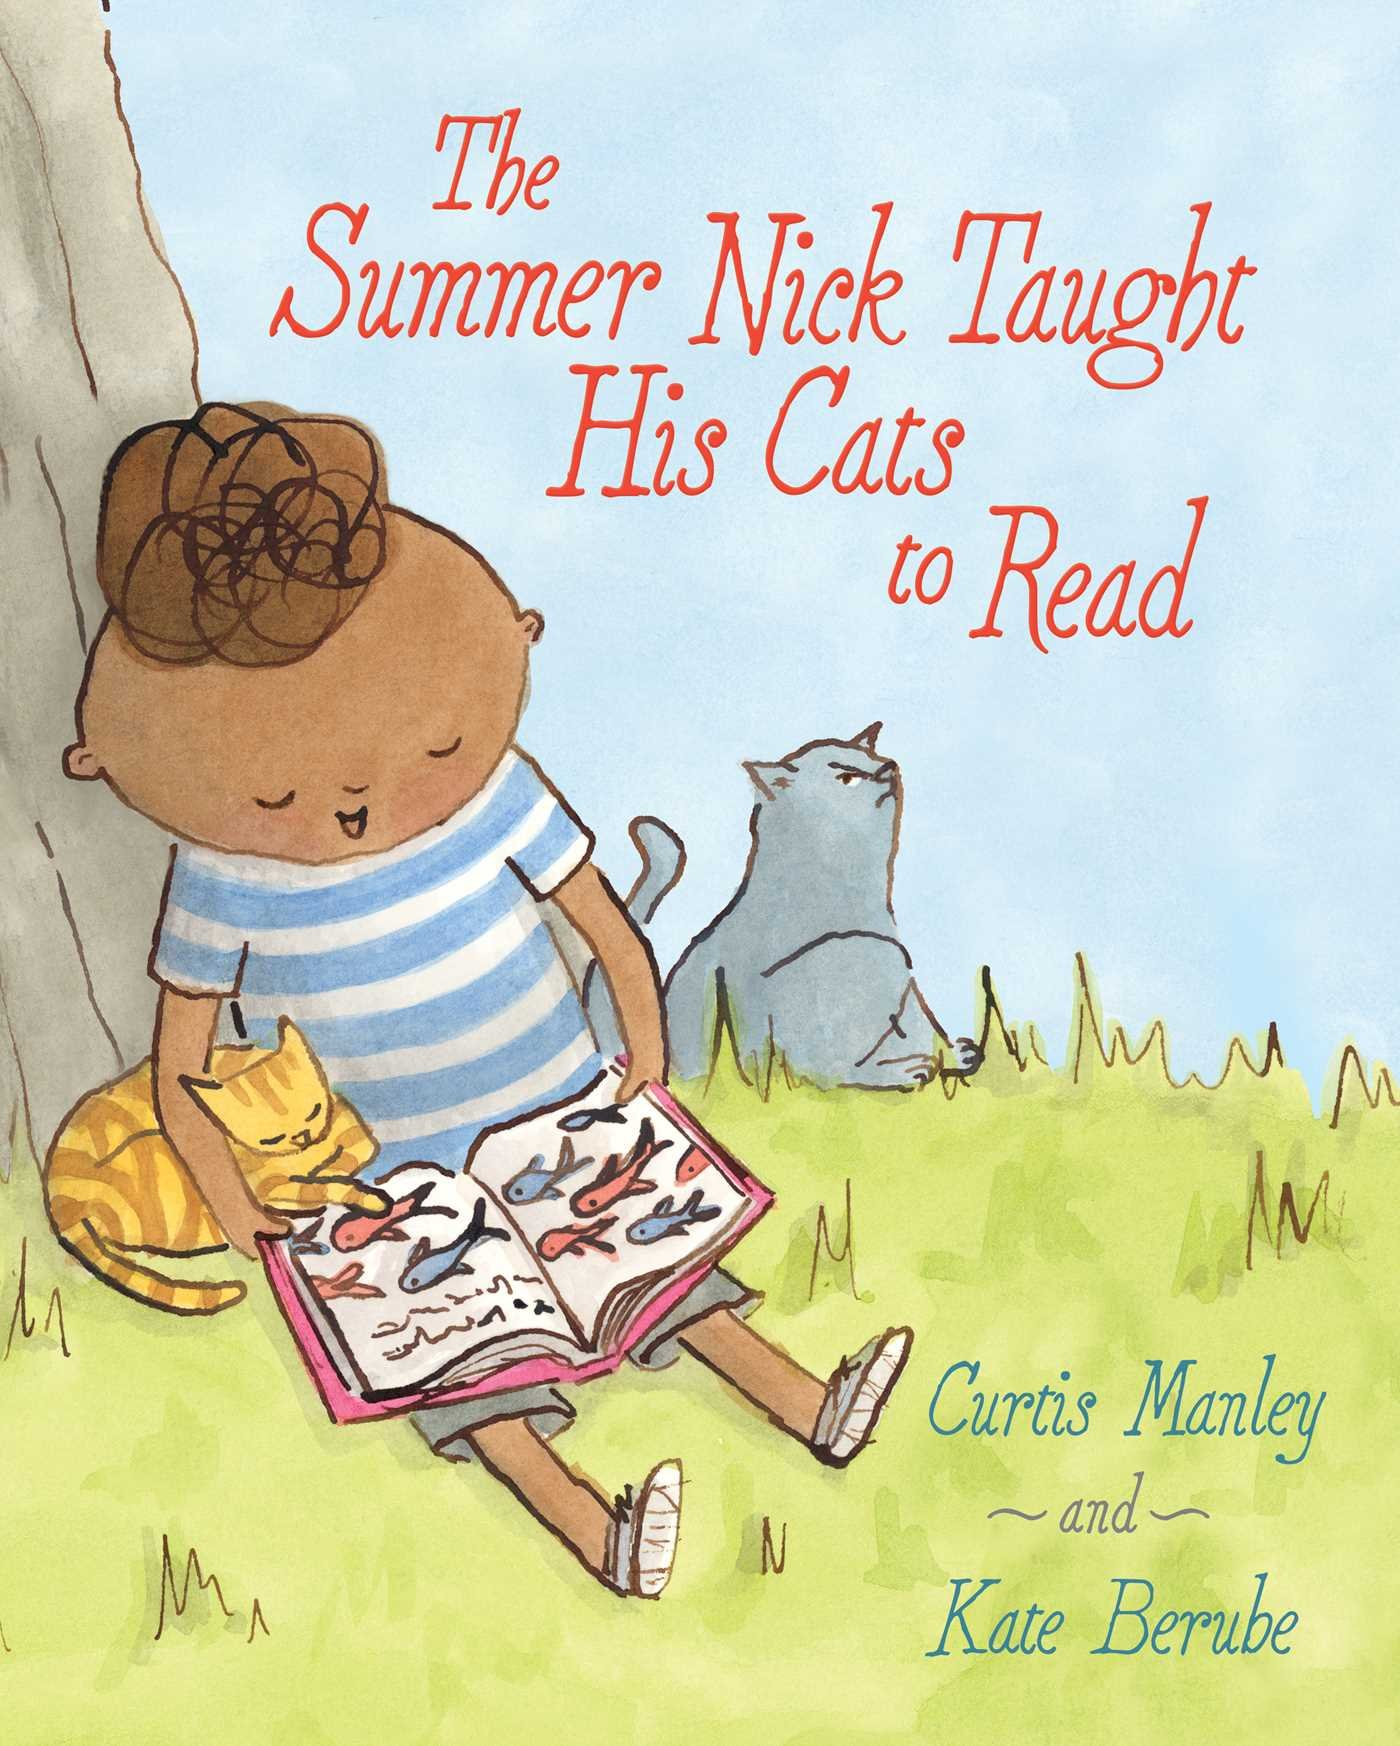 The
Summer Nick Taught
His Cats
to Read
Curtis Manley
~and~
Kate Berube